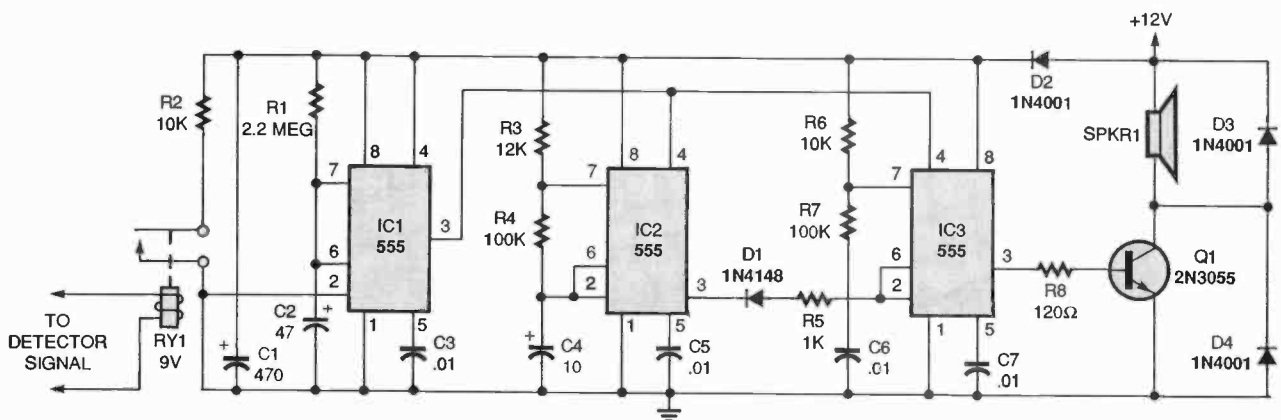 +12V
D2
1N4001
R2
10K
R1
2.2 MEG
R3
12K
R6
10K
SPKR1
D3
1N4001
8
4
8
4
4
8
7
7
7
IC1
555
3
R4
100K
IC2
555
R7
100K
IC3
555
6
2
6
2
D1
1N4148
3
6
2
3
Q1
2N3055
R8
120Ω
R5
1K
TO
DETECTOR
SIGNAL
RY1
9V
+
C1
470
C2
47
+
1
5
C3
.01
+
C4
10
1
5
C5
.01
C6
.01
1
5
C7
.01
D4
1N4001